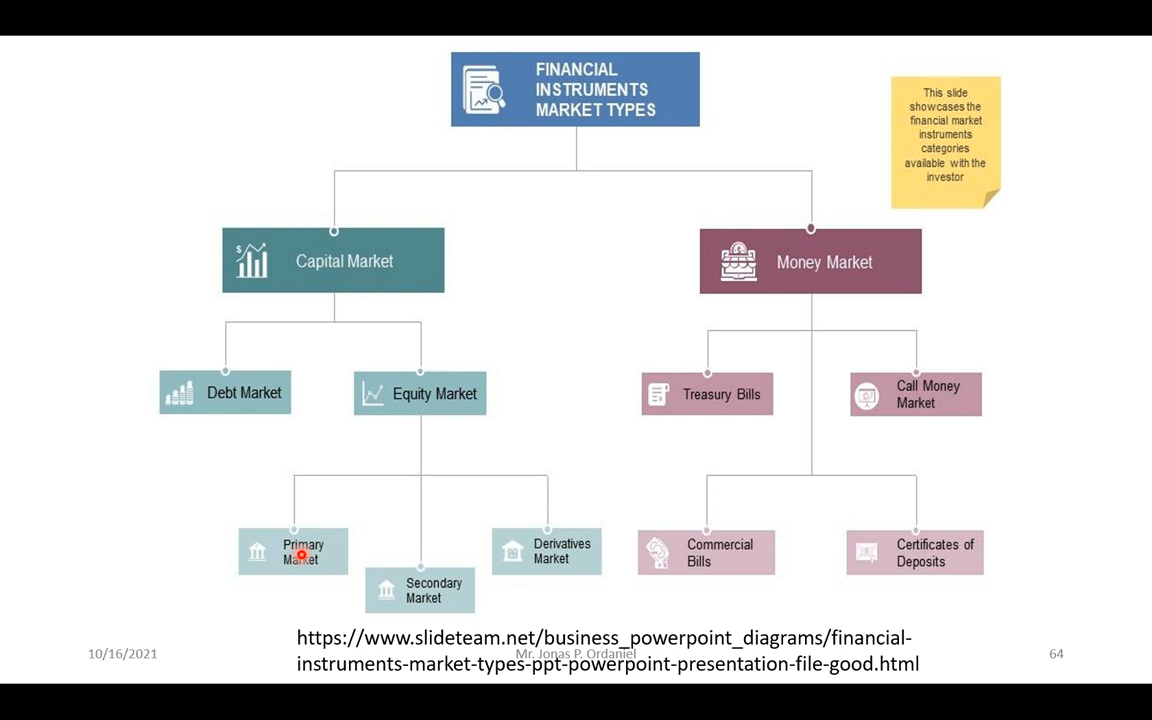 FINANCIAL
INSTRUMENTS
MARKET TYPES
This slide
showcases the
financial market
instruments
categories
available with the
investor
Capital Market
Money Market
Debt Market
Equity Market
Treasury Bills
Call Money
Market
Primary
Market
Secondary
Market
Derivatives
Market
Commercial
Bills
Certificates of
Deposits
https://www.slideteam.net/business_powerpoint_diagrams/financial-
instruments-market-types-ppt-powerpoint-presentation-file-good.html
10/16/2021
Mr. Jonas P. Ordaniel
64